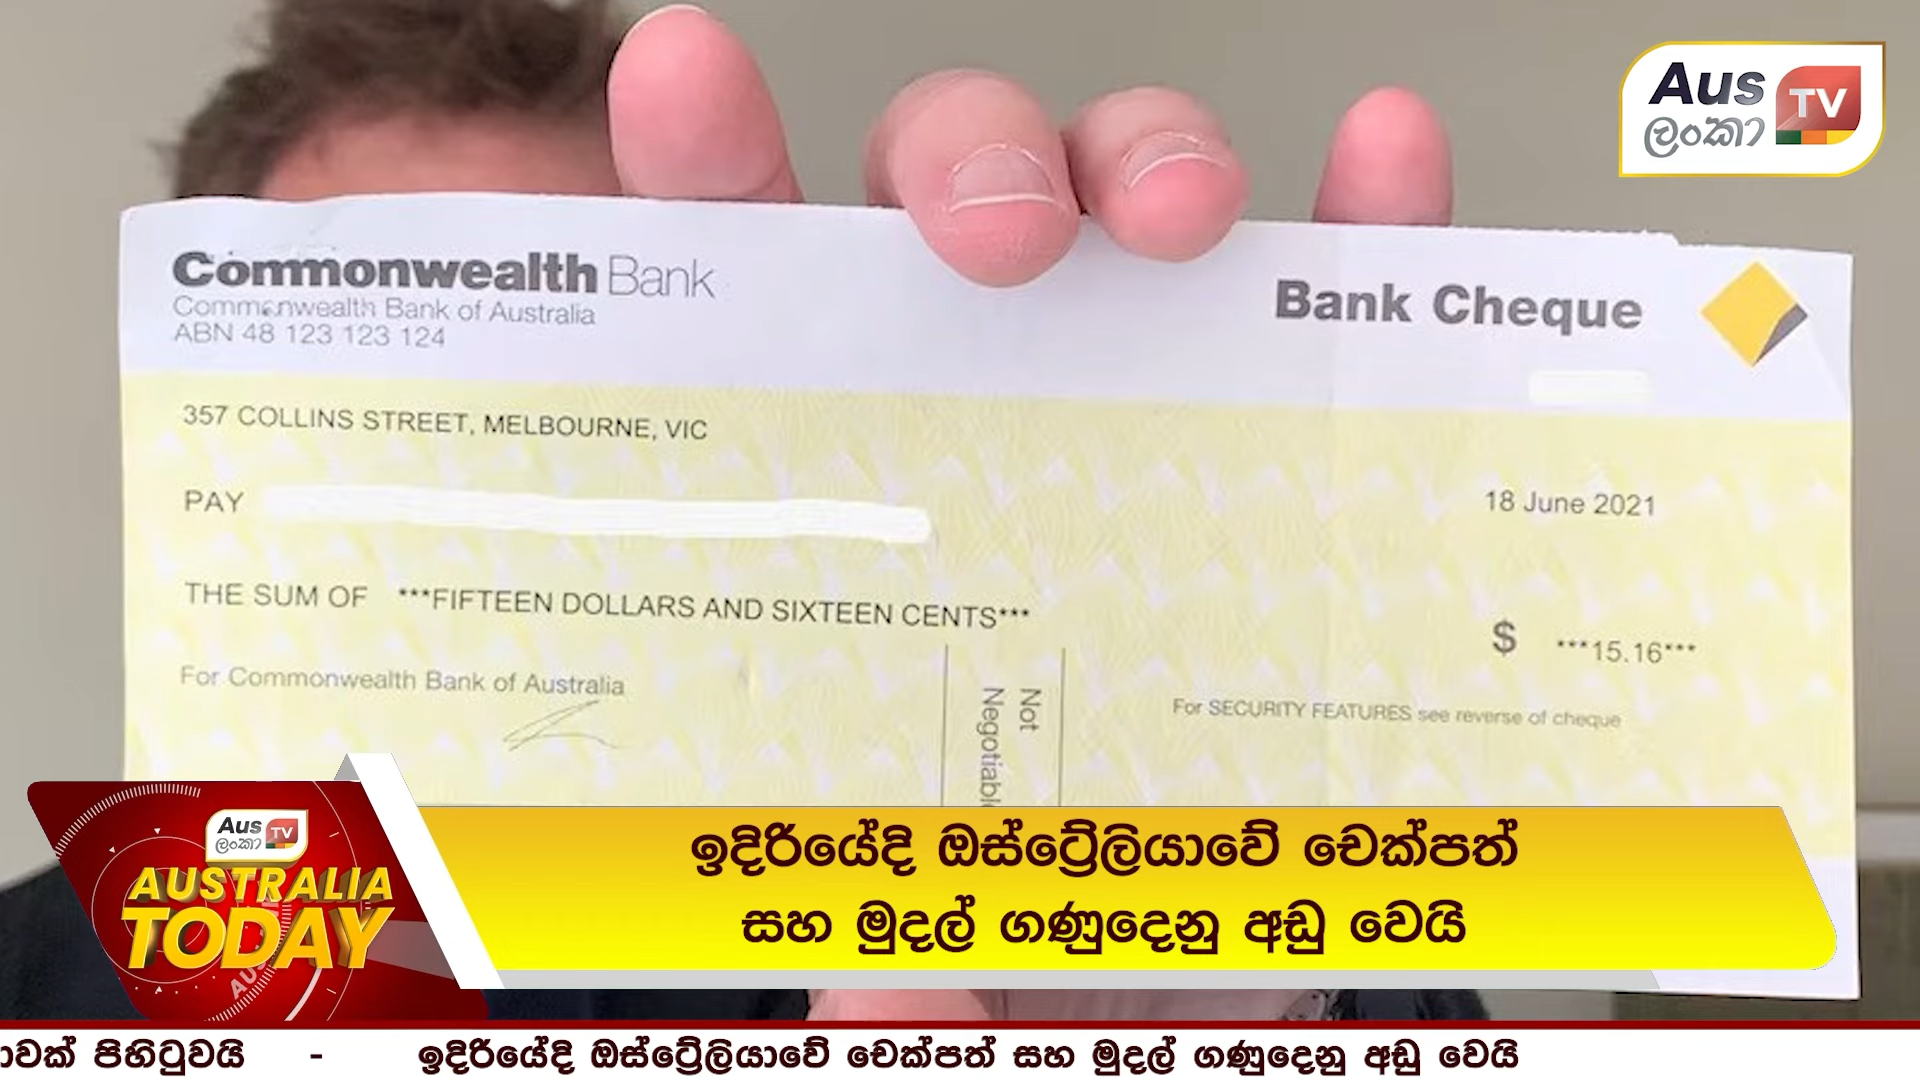 Aus
ලංකා
TV
Commonwealth Bank
Commonwealth Bank of Australia
ABN 48 123 123 124
Bank Cheque
357 COLLINS STREET, MELBOURNE, VIC
PAY
18 June 2021
THE SUM OF ***FIFTEEN DOLLARS AND SIXTEEN CENTS***
$ ***15.16***
For Commonwealth Bank of Australia
Not
For SECURITY FEATURES see reverse of cheque
Aus
ලංකා
TV
AUSTRALIA
TODAY
ඉදිරියේදි ඔස්ට්‍රේලියාවේ චෙක්පත්
සහ මුදල් ගණුදෙනු අඩු වෙයි
පිහිටුවයි - ඉදිරියේදි ඔස්ට්‍රේලියාවේ චෙක්පත් සහ මුදල් ගණුදෙනු අඩු වෙයි